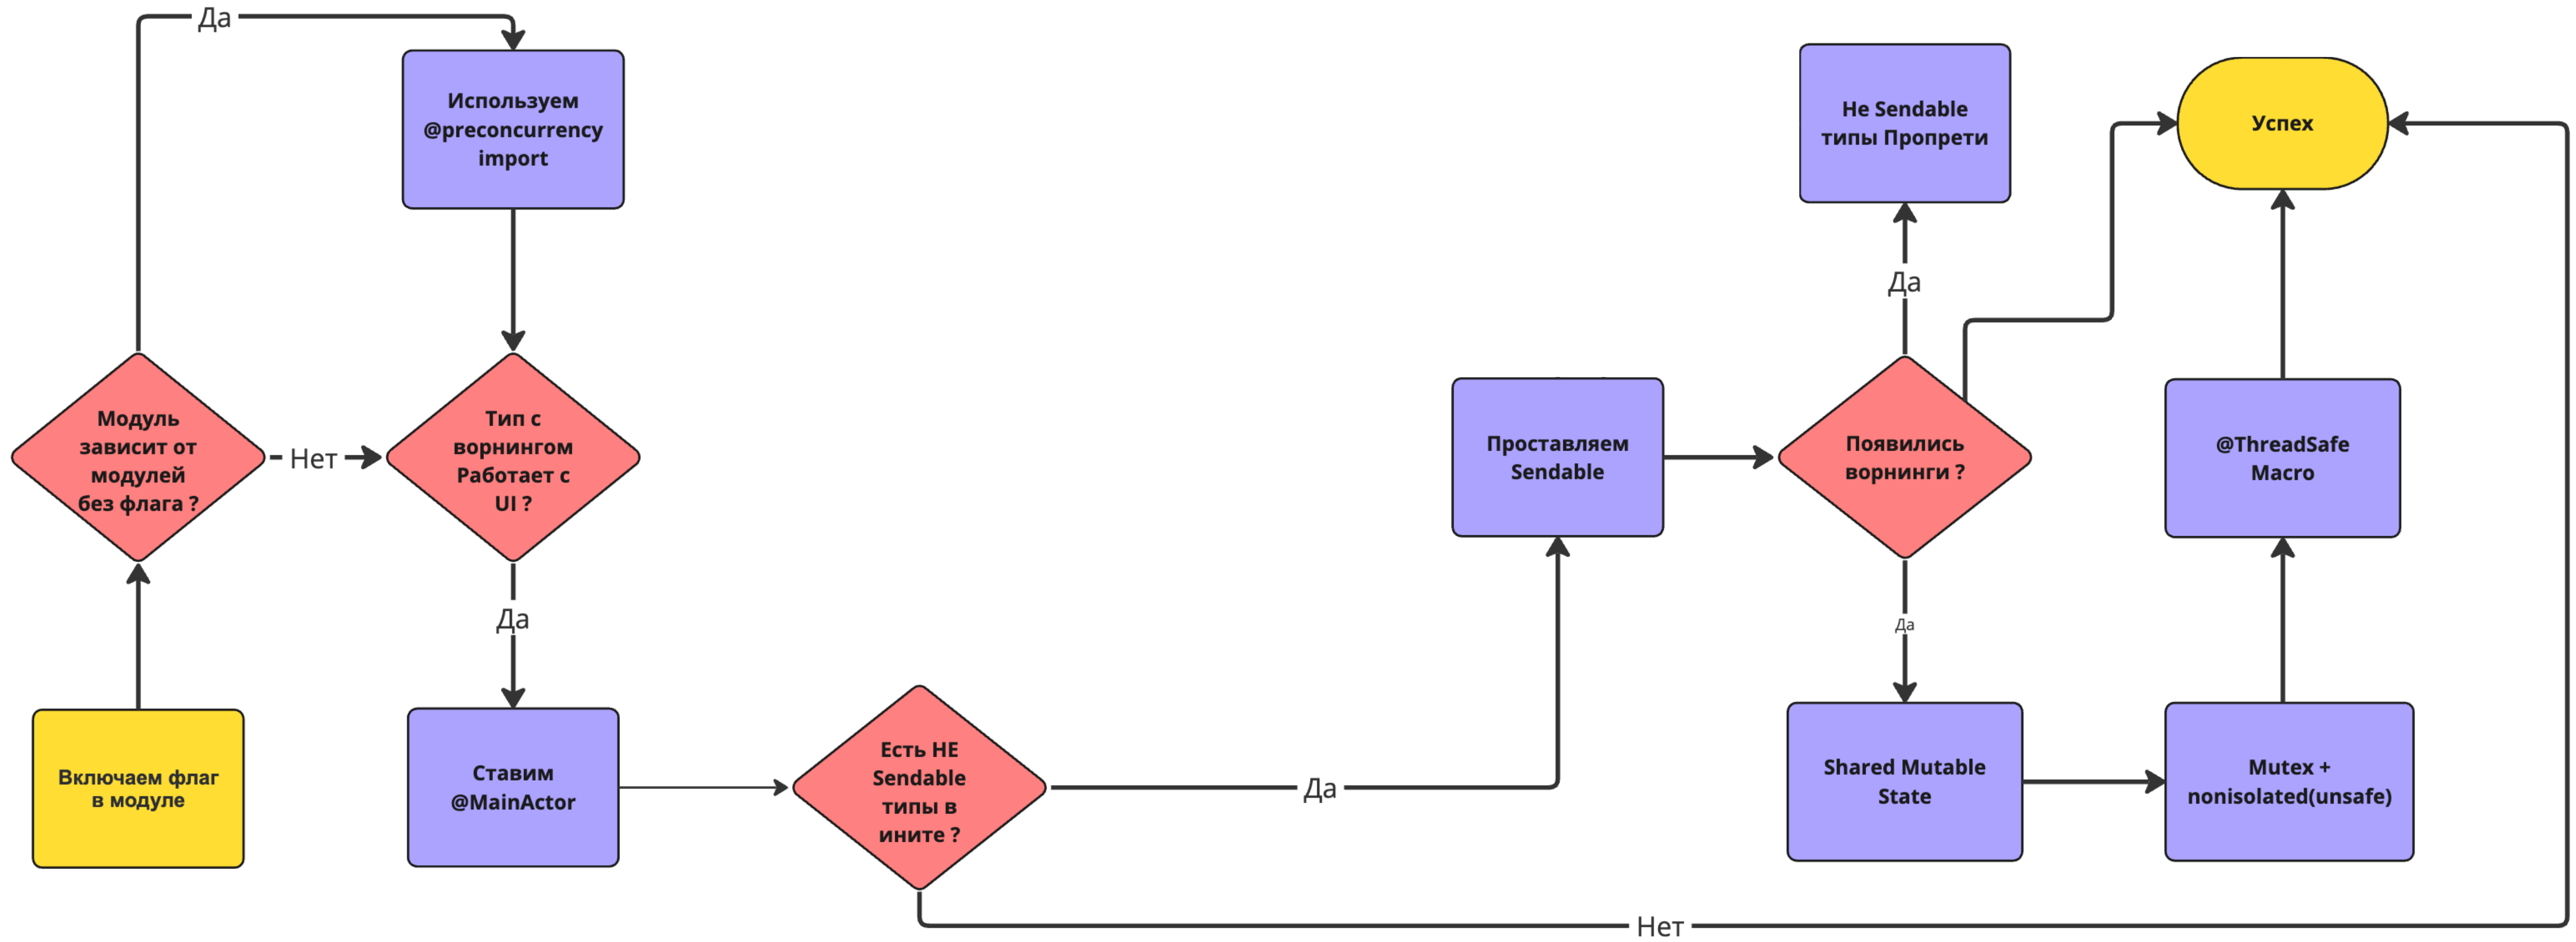 Да
Используем
@preconcurrency
import
Не Sendable
типы Пропрети
Успех
Да
Модуль
зависит от
модулей
без флага ?
Нет
Тип с
ворнингом
Работает с
UI ?
Проставляем
Sendable
Появились
ворнинги ?
@ThreadSafe
Macro
Да
Да
Включаем флаг
в модуле
Ставим
@MainActor
Есть НЕ
Sendable
типы в
ините ?
Да
Shared Mutable
State
Mutex +
nonisolated(unsafe)
Нет